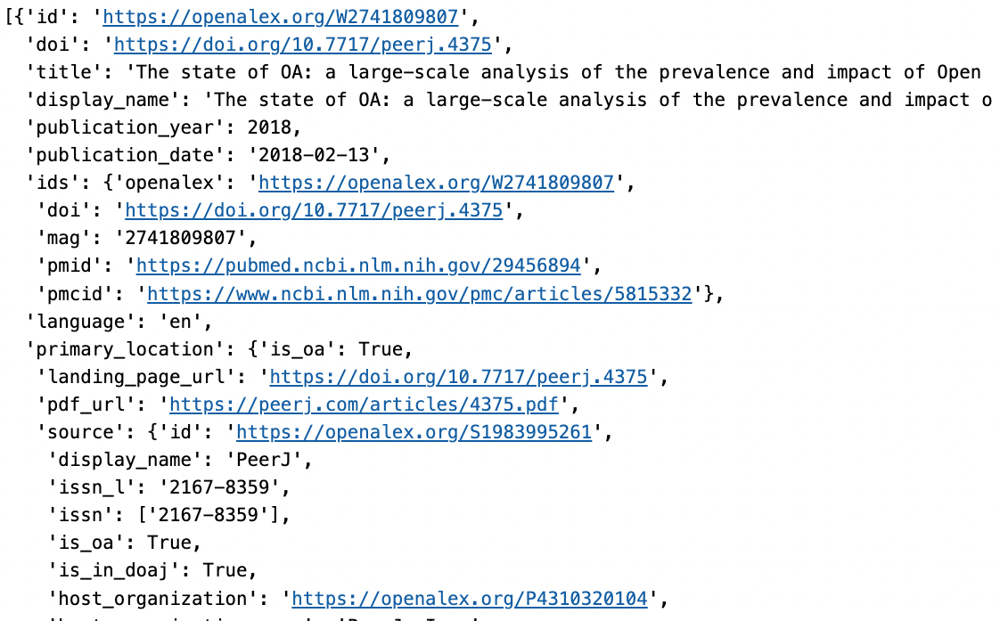 [{'id': 'https://openalex.org/W2741809807',
'doi': 'https://doi.org/10.7717/peerj.4375',
'title': 'The state of OA: a large-scale analysis of the prevalence and impact of Open
'display_name': 'The state of OA: a large-scale analysis of the prevalence and impact o
'publication_year': 2018,
'publication_date': '2018-02-13',
'ids': {'openalex': 'https://openalex.org/W2741809807',
'doi': 'https://doi.org/10.7717/peerj.4375',
'mag': '2741809807',
'pmid': 'https://pubmed.ncbi.nlm.nih.gov/29456894',
'pmcid': 'https://www.ncbi.nlm.nih.gov/pmc/articles/5815332'},
'language': 'en',
'primary_location': {'is_oa': True,
'landing_page_url': 'https://doi.org/10.7717/peerj.4375',
'pdf_url': 'https://peerj.com/articles/4375.pdf',
'source': {'id': 'https://openalex.org/S1983995261',
'display_name': 'PeerJ',
'issn_l': '2167-8359',
'issn': ['2167-8359'],
'is_oa': True,
'is_in_doaj': True,
'host_organization': 'https://openalex.org/P4310320104',